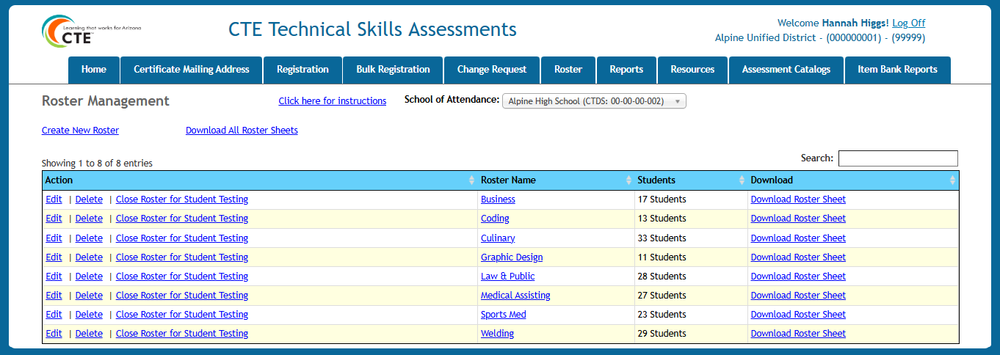 Learning that works for Arizona
CTE™
CTE Technical Skills Assessments
Welcome Hannah Higgs! Log Off
Alpine Unified District - (000000001) - (99999)
Home Certificate Mailing Address Registration Bulk Registration Change Request Roster Reports Resources Assessment Catalogs Item Bank Reports
Roster Management Click here for instructions School of Attendance: Alpine High School (CTDS: 00-00-00-002)
Create New Roster Download All Roster Sheets
Showing 1 to 8 of 8 entries Search:
Action Roster Name Students Download
Edit | Delete | Close Roster for Student Testing Business 17 Students Download Roster Sheet
Edit | Delete | Close Roster for Student Testing Coding 13 Students Download Roster Sheet
Edit | Delete | Close Roster for Student Testing Culinary 33 Students Download Roster Sheet
Edit | Delete | Close Roster for Student Testing Graphic Design 11 Students Download Roster Sheet
Edit | Delete | Close Roster for Student Testing Law & Public 28 Students Download Roster Sheet
Edit | Delete | Close Roster for Student Testing Medical Assisting 27 Students Download Roster Sheet
Edit | Delete | Close Roster for Student Testing Sports Med 23 Students Download Roster Sheet
Edit | Delete | Close Roster for Student Testing Welding 29 Students Download Roster Sheet